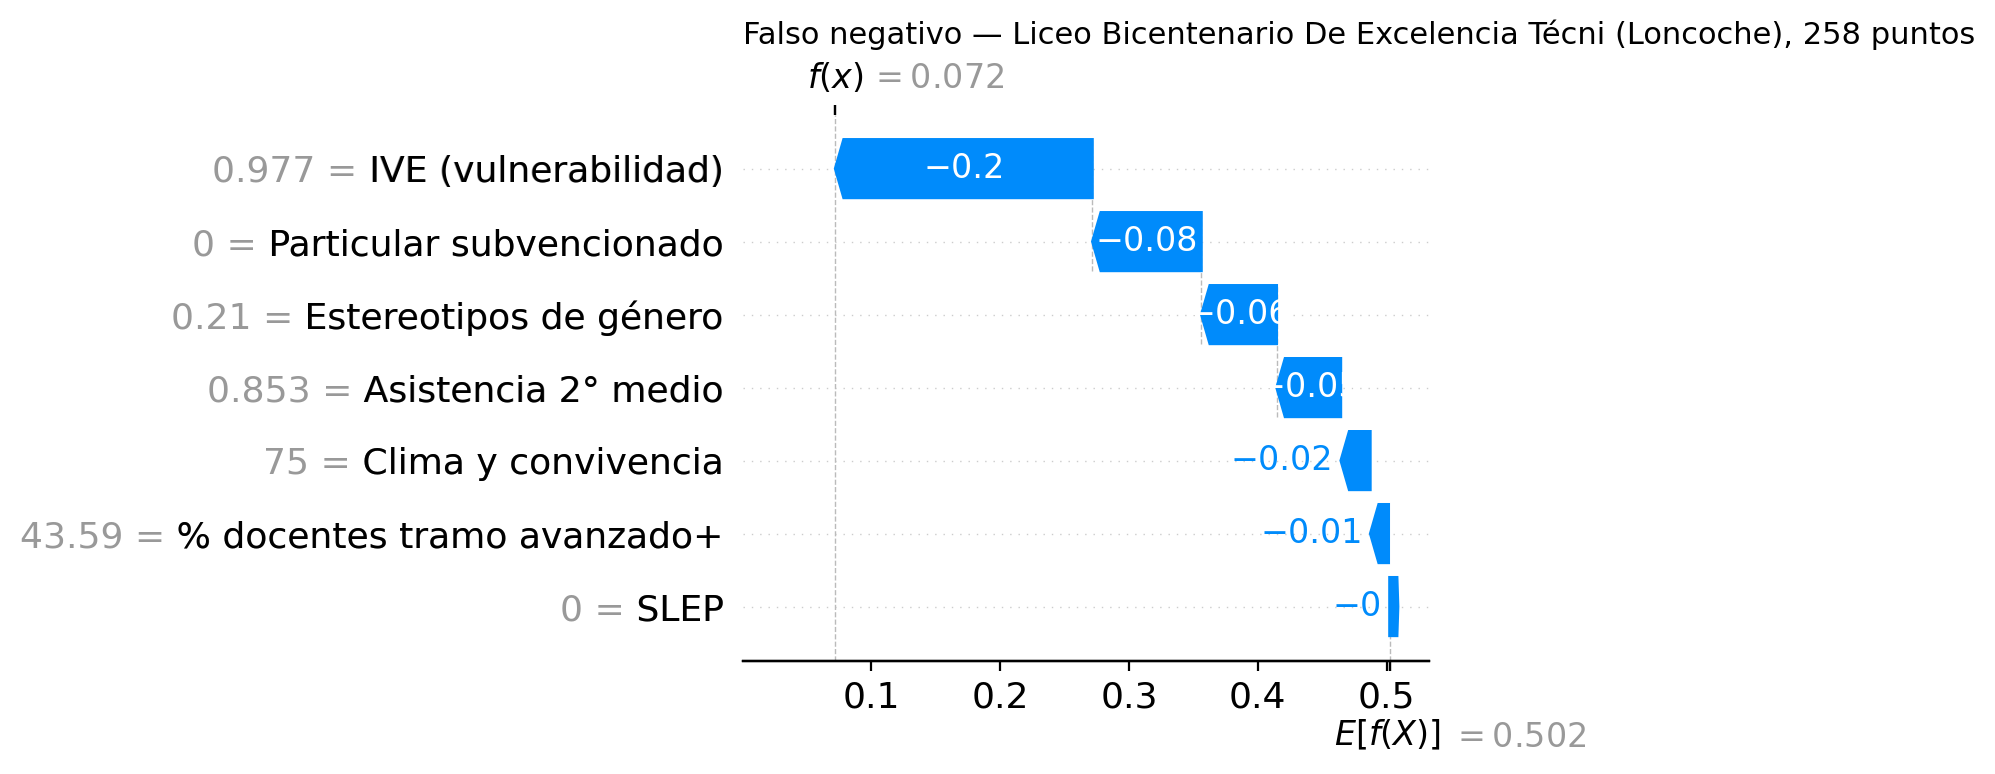 Falso negativo — Liceo Bicentenario De Excelencia Técni (Loncoche), 258 puntos
f(x) = 0.072
0.977 = IVE (vulnerabilidad)
−0.2
0 = Particular subvencionado
−0.08
0.21 = Estereotipos de género
−0.06
0.853 = Asistencia 2° medio
75 = Clima y convivencia
−0.02
43.59 = % docentes tramo avanzado+
−0.01
0 = SLEP
−0
0.1 0.2 0.3 0.4 0.5
E[f(X)] = 0.502